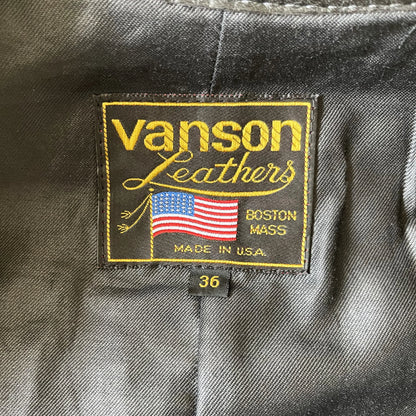 vanson
Leathers
BOSTON
MASS
MADE IN U.S.A.
36